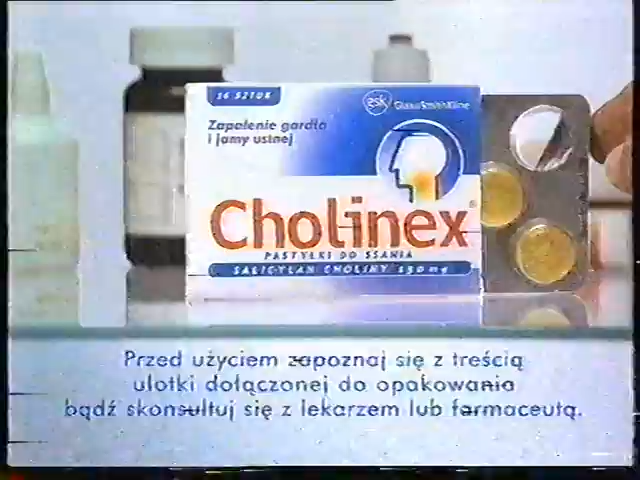 16 SZTUK
gsk GlaxoSmithKline
Zapalenie gardła
i jamy ustnej
Cholinex®
PASTYLKI DO SSANIA
SALICYLAN CHOLINY 150 mg
Przed użyciem zapoznaj się z treścią
ulotki dołączonej do opakowania
bądź skonsultuj się z lekarzem lub farmaceutą.